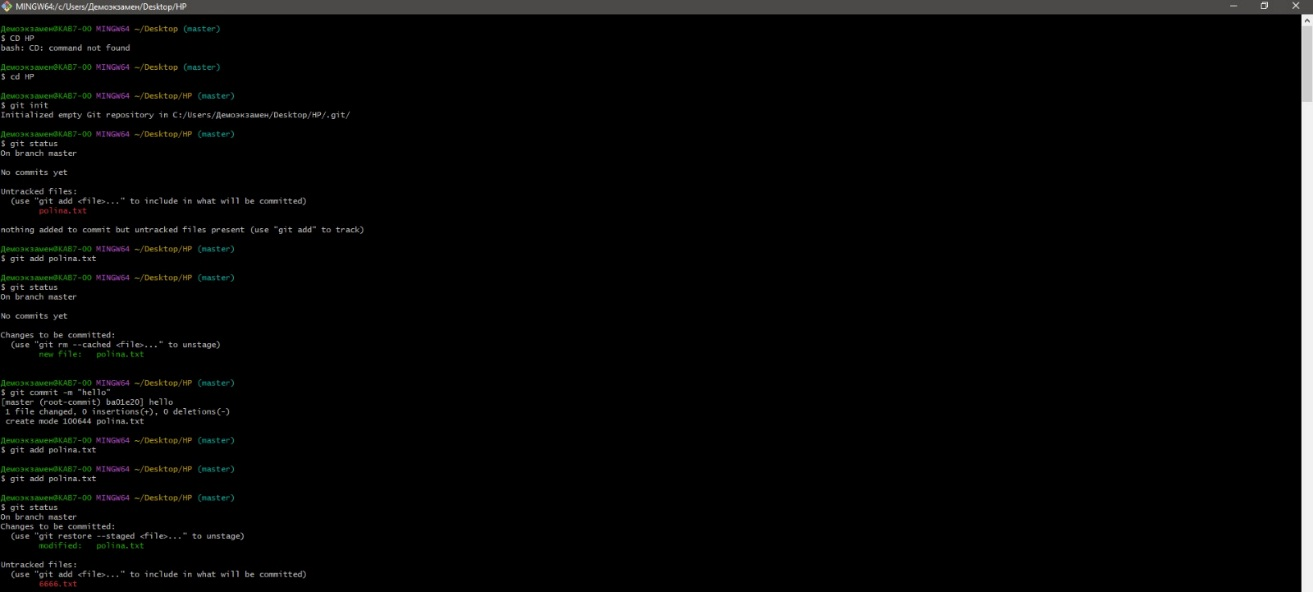 MINGW64:/c/Users/Демоэкзамен/Desktop/HP
Демоэкзамен@КАВ7-00 MINGW64 ~/Desktop (master)
$ CD HP
bash: CD: command not found
Демоэкзамен@КАВ7-00 MINGW64 ~/Desktop (master)
$ cd HP
Демоэкзамен@КАВ7-00 MINGW64 ~/Desktop/HP (master)
$ git init
Initialized empty Git repository in C:/Users/Демоэкзамен/Desktop/HP/.git/
Демоэкзамен@КАВ7-00 MINGW64 ~/Desktop/HP (master)
$ git status
On branch master
No commits yet
Untracked files:
  (use "git add <file>..." to include in what will be committed)
        polina.txt
nothing added to commit but untracked files present (use "git add" to track)
Демоэкзамен@КАВ7-00 MINGW64 ~/Desktop/HP (master)
$ git add polina.txt
Демоэкзамен@КАВ7-00 MINGW64 ~/Desktop/HP (master)
$ git status
On branch master
No commits yet
Changes to be committed:
  (use "git rm --cached <file>..." to unstage)
        new file:   polina.txt
Демоэкзамен@КАВ7-00 MINGW64 ~/Desktop/HP (master)
$ git commit -m "hello"
[master (root-commit) ba01e20] hello
 1 file changed, 0 insertions(+), 0 deletions(-)
 create mode 100644 polina.txt
Демоэкзамен@КАВ7-00 MINGW64 ~/Desktop/HP (master)
$ git add polina.txt
Демоэкзамен@КАВ7-00 MINGW64 ~/Desktop/HP (master)
$ git add polina.txt
Демоэкзамен@КАВ7-00 MINGW64 ~/Desktop/HP (master)
$ git status
On branch master
Changes to be committed:
  (use "git restore --staged <file>..." to unstage)
        modified:   polina.txt
Untracked files:
  (use "git add <file>..." to include in what will be committed)
        6666.txt